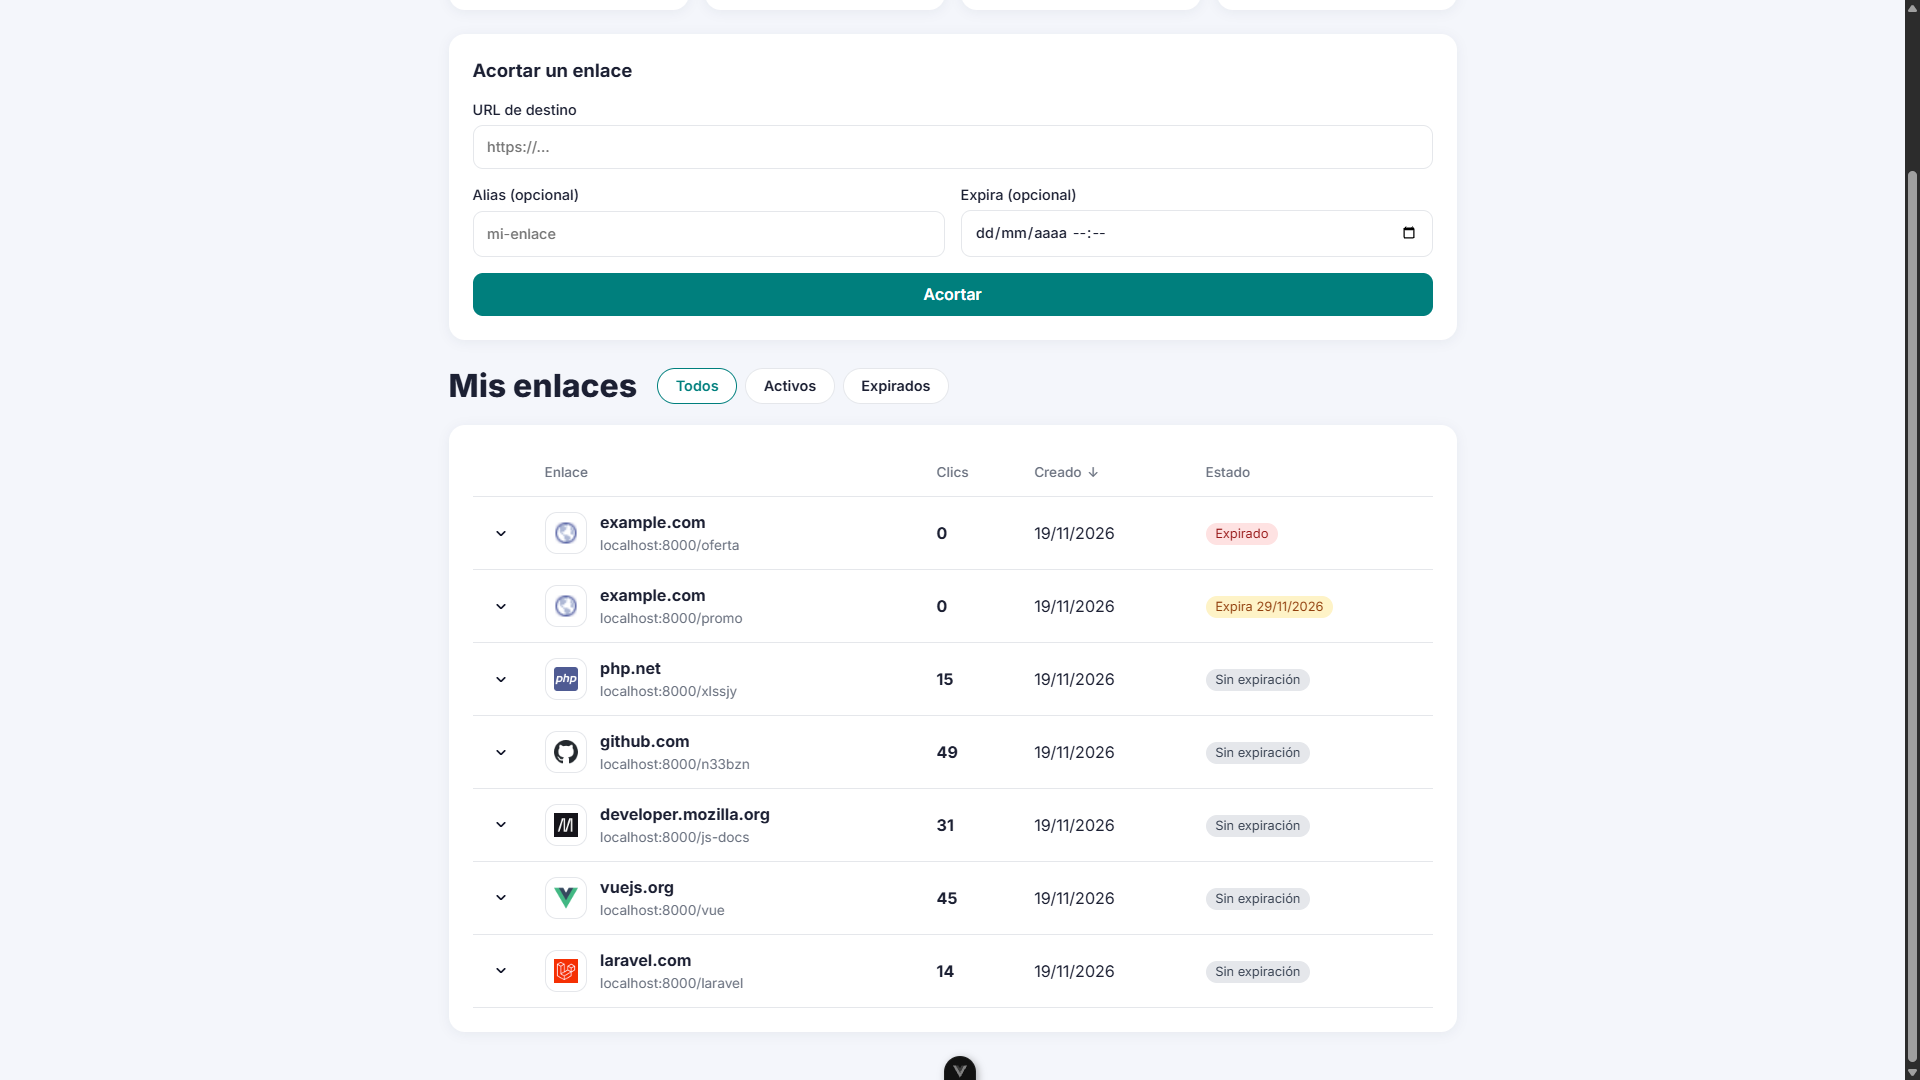 Acortar un enlace
URL de destino
https://...
Alias (opcional)
Expira (opcional)
mi-enlace
dd/mm/aaaa --:--
Acortar
Mis enlaces
Todos
Activos
Expirados
Enlace
Clics
Creado ↓
Estado
example.com
localhost:8000/oferta
0
19/11/2026
Expirado
example.com
localhost:8000/promo
0
19/11/2026
Expira 29/11/2026
php
php.net
localhost:8000/xlssjy
15
19/11/2026
Sin expiración
github.com
localhost:8000/n33bzn
49
19/11/2026
Sin expiración
developer.mozilla.org
localhost:8000/js-docs
31
19/11/2026
Sin expiración
vuejs.org
localhost:8000/vue
45
19/11/2026
Sin expiración
laravel.com
localhost:8000/laravel
14
19/11/2026
Sin expiración